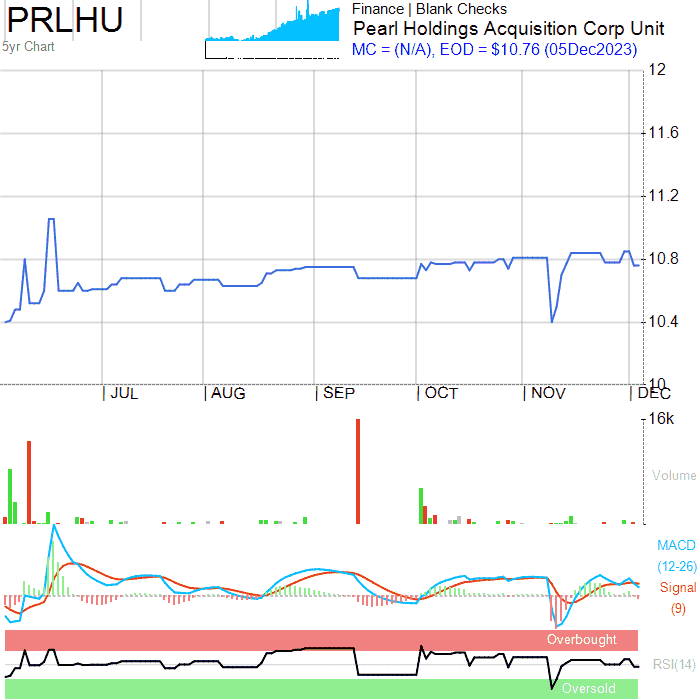 PRLHU
5yr Chart
Finance | Blank Checks
Pearl Holdings Acquisition Corp Unit
MC = (N/A), EOD = $10.76 (05Dec2023)
12
11.6
11.2
10.8
10.4
10
JUL AUG SEP OCT NOV DEC
16k
Volume
MACD
(12-26)
Signal
(9)
Overbought
RSI(14)
Oversold